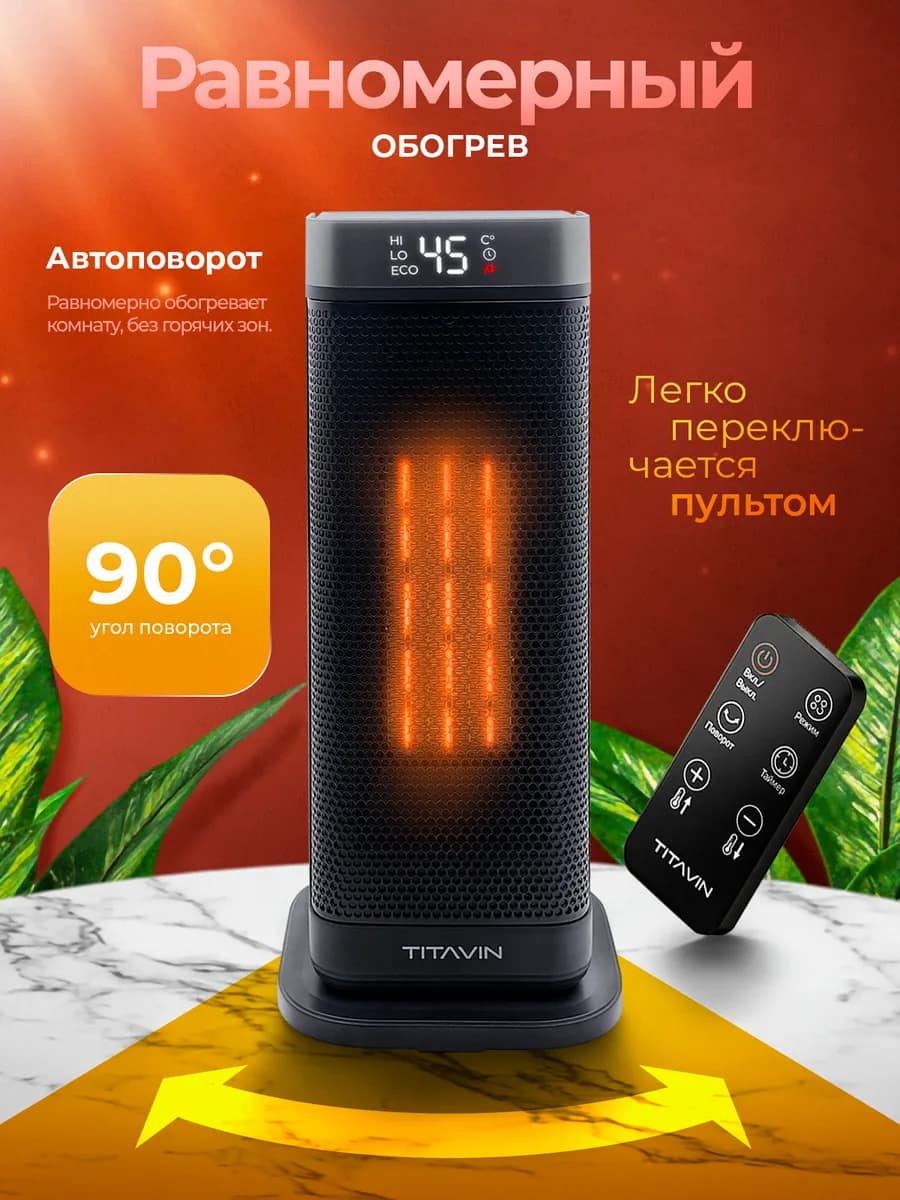 Равномерный
ОБОГРЕВ
Автоповорот
Равномерно обогревает
комнату, без горячих зон.
HI
LO
ECO
45
C°
Легко
переклю-
чается
пультом
90°
угол поворота
Вкл./
Выкл.
Режим
Поворот
Таймер
TITAVIN
TITAVIN